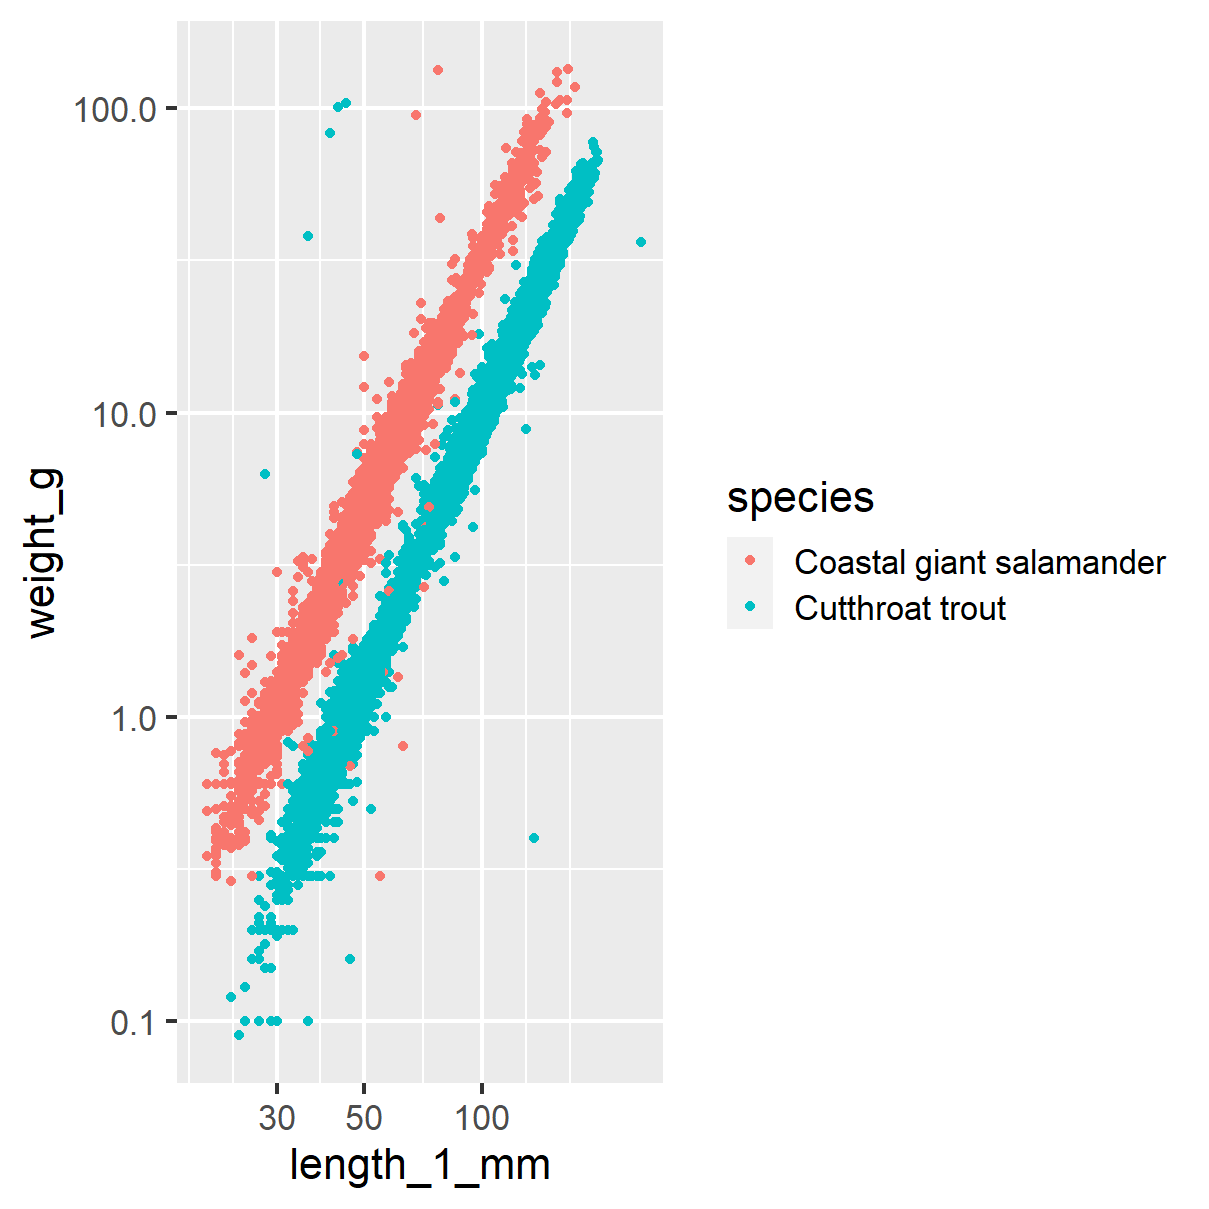 100.0
10.0
1.0
0.1
weight_g
30 50 100
length_1_mm
species
Coastal giant salamander
Cutthroat trout